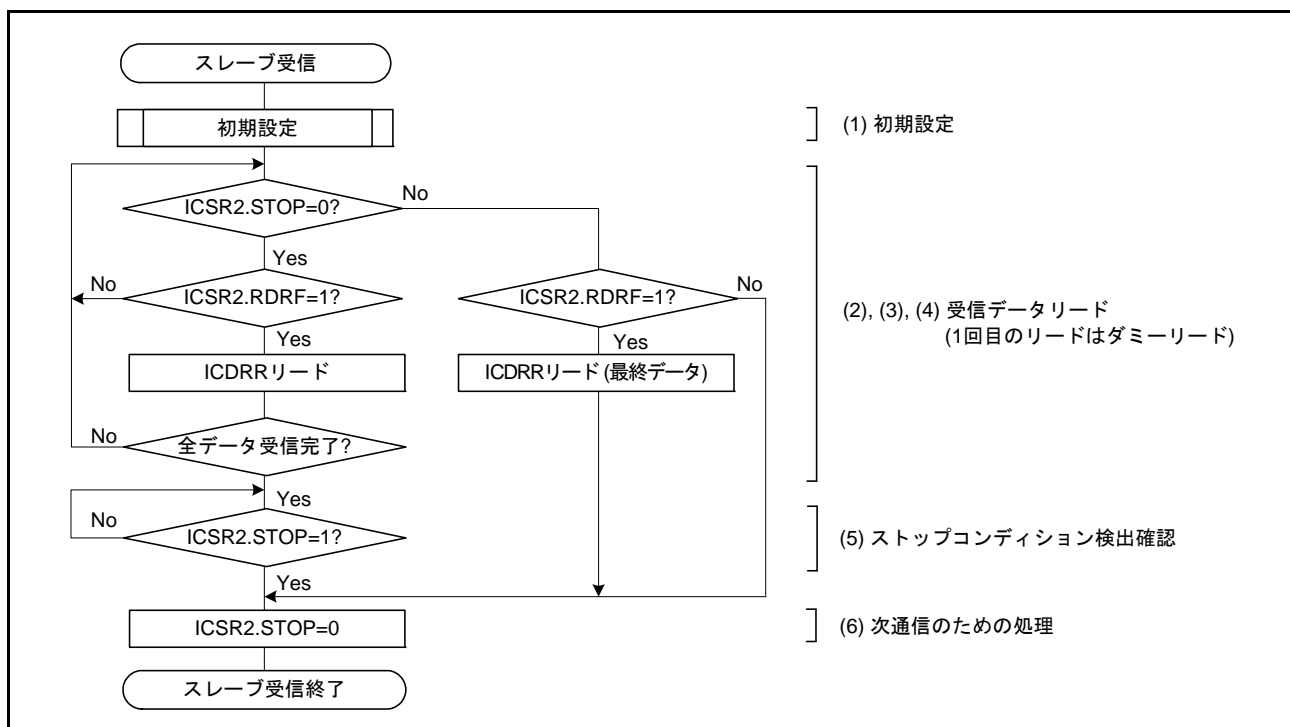 スレーブ受信
初期設定
(1) 初期設定
ICSR2.STOP=0?
No
Yes
No
ICSR2.RDRF=1?
Yes
ICSR2.RDRF=1?
No
Yes
(2), (3), (4) 受信データリード
(1回目のリードはダミーリード)
ICDRRリード
ICDRRリード (最終データ)
No
全データ受信完了?
Yes
No
ICSR2.STOP=1?
Yes
(5) ストップコンディション検出確認
ICSR2.STOP=0
(6) 次通信のための処理
スレーブ受信終了